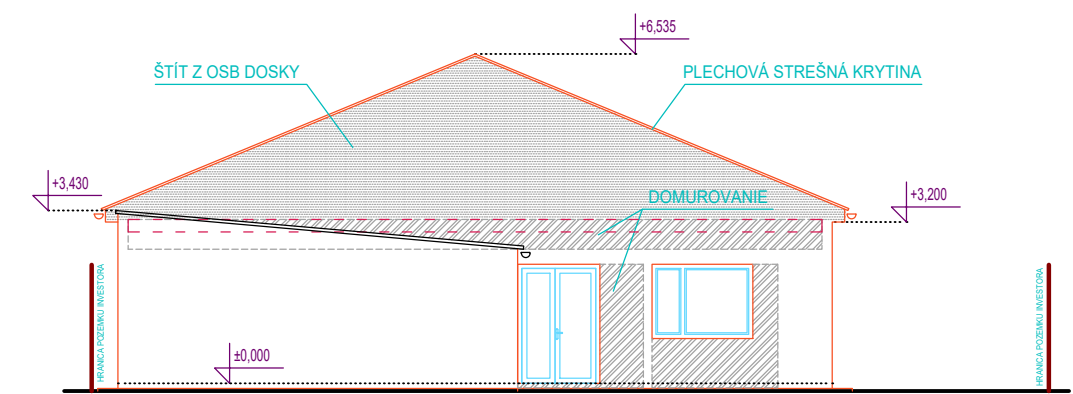 +6,535
ŠTÍT Z OSB DOSKY
PLECHOVÁ STREŠNÁ KRYTINA
+3,430
DOMUROVANIE
+3,200
HRANICA POZEMKU INVESTORA
HRANICA POZEMKU INVESTORA
±0,000